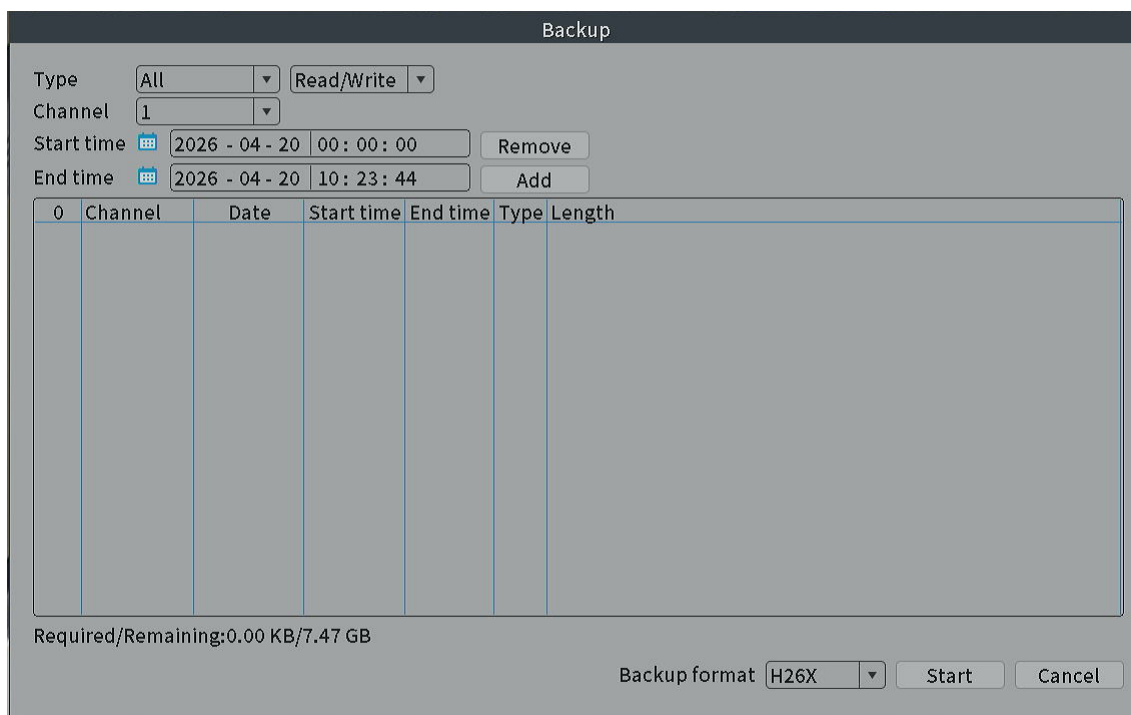 Backup
Type All Read/Write
Channel 1
Start time 2026 - 04 - 20 00 : 00 : 00 Remove
End time 2026 - 04 - 20 10 : 23 : 44 Add
0 Channel Date Start time End time Type Length
Required/Remaining:0.00 KB/7.47 GB
Backup format H26X Start Cancel